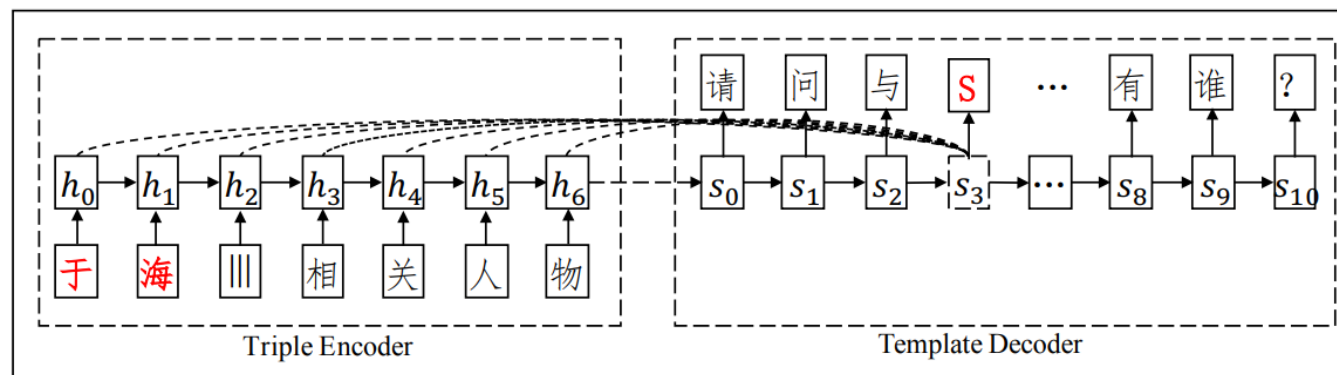 请 问 与 S ... 有 谁 ?
h0 h1 h2 h3 h4 h5 h6 s0 s1 s2 s3 ... s8 s9 s10
于 海 ||| 相 关 人 物
Triple Encoder
Template Decoder